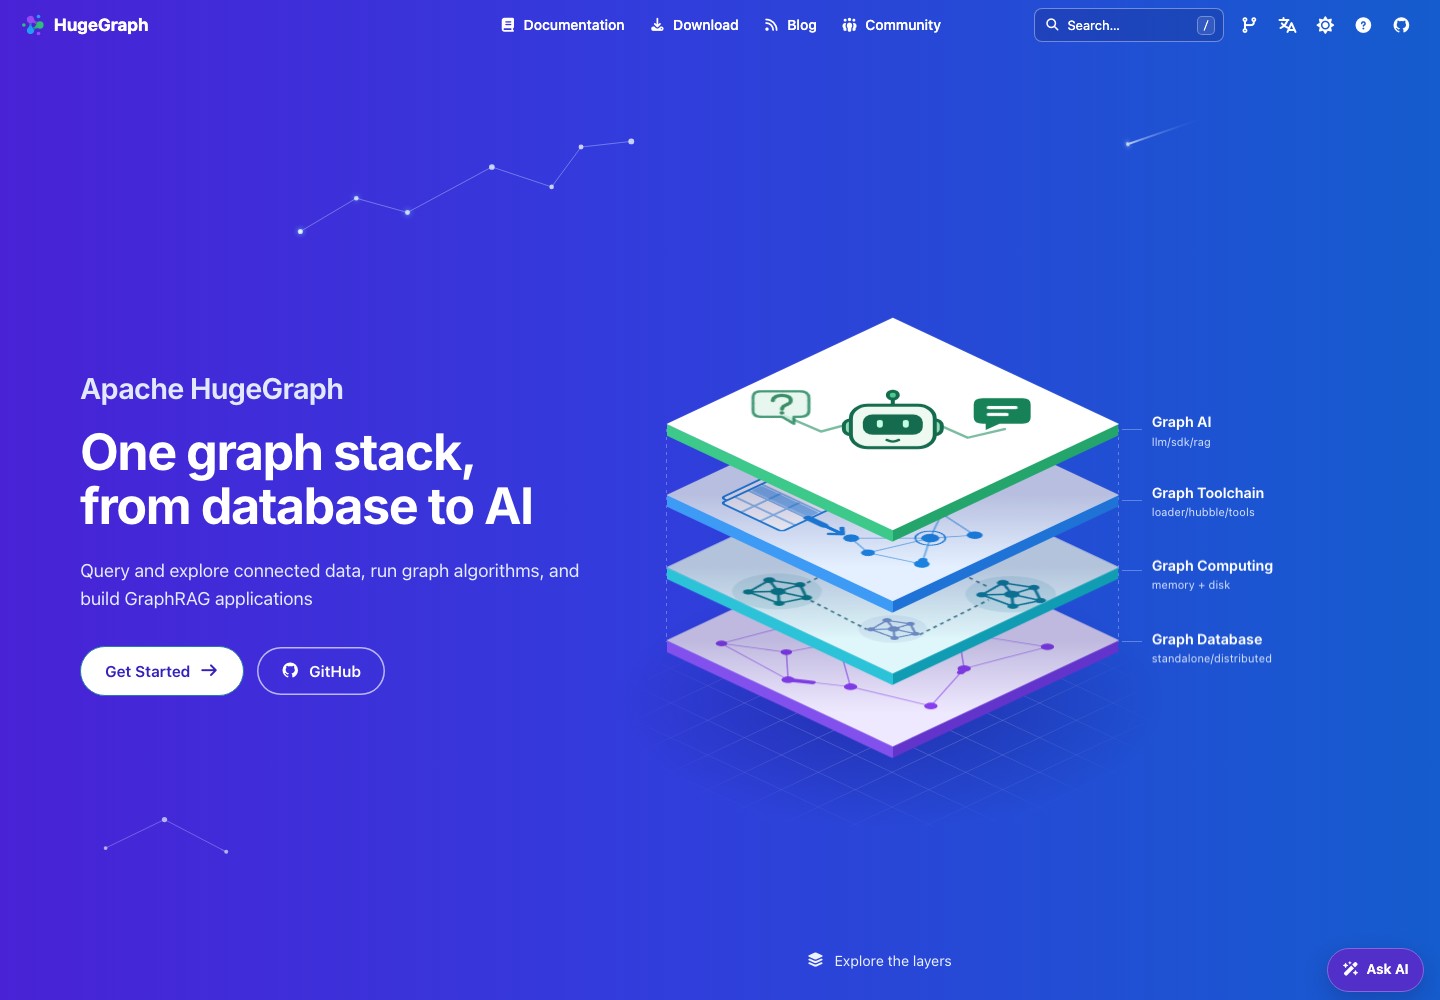 HugeGraph
Documentation
Download
Blog
Community
Search...
/
Apache HugeGraph
One graph stack,
from database to AI
Query and explore connected data, run graph algorithms, and
build GraphRAG applications
Get Started
GitHub
?
Graph AI
llm/sdk/rag
Graph Toolchain
loader/hubble/tools
Graph Computing
memory + disk
Graph Database
standalone/distributed
Explore the layers
Ask AI